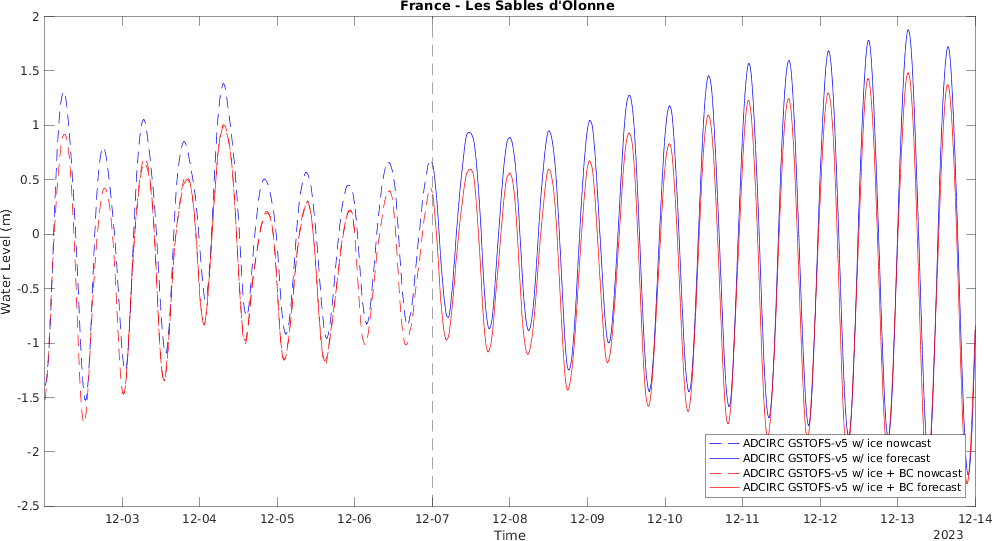 France - Les Sables d'Olonne
2
1.5
1
0.5
0
-0.5
-1
-1.5
-2
-2.5
Water Level (m)
12-03 12-04 12-05 12-06 12-07 12-08 12-09 12-10 12-11 12-12 12-13 12-14
Time
2023
ADCIRC GSTOFS-v5 w/ ice nowcast
ADCIRC GSTOFS-v5 w/ ice forecast
ADCIRC GSTOFS-v5 w/ ice + BC nowcast
ADCIRC GSTOFS-v5 w/ ice + BC forecast